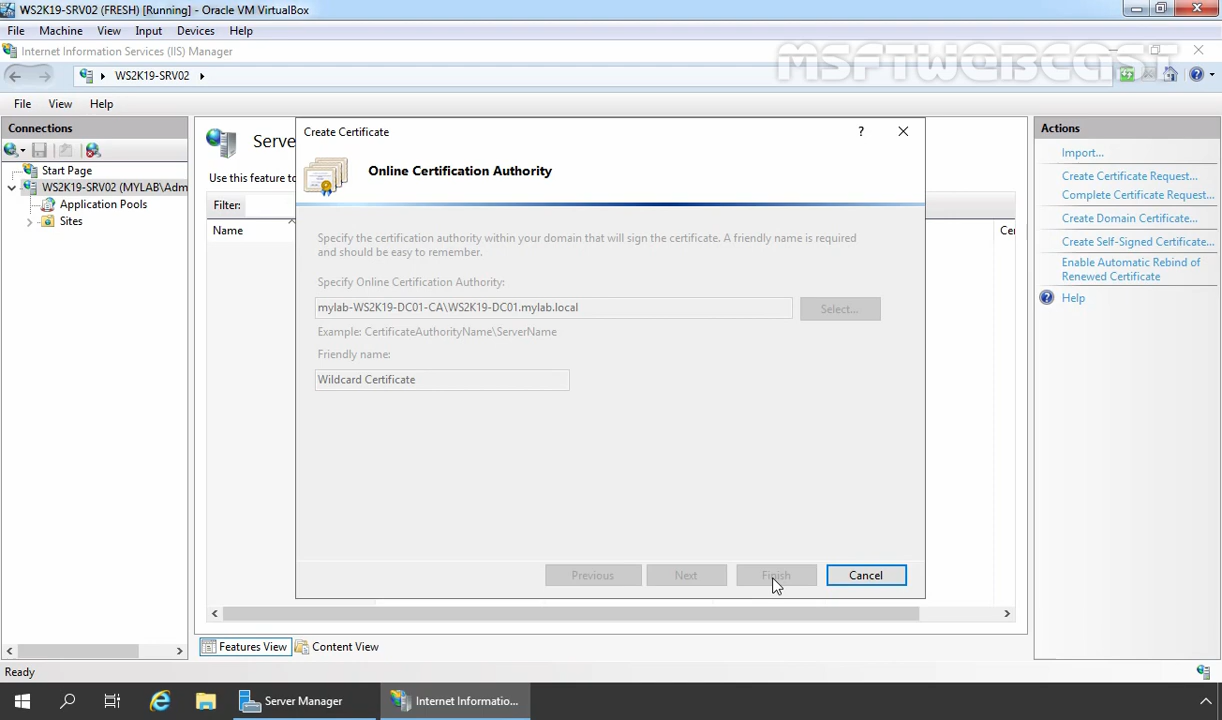 WS2K19-SRV02 (FRESH) [Running] - Oracle VM VirtualBox
File Machine View Input Devices Help
Internet Information Services (IIS) Manager
MSFTWEBCAST
WS2K19-SRV02
File View Help
Connections
Start Page
WS2K19-SRV02 (MYLAB\Adm
Application Pools
Sites
Serve
Use this feature to
Filter:
Name
Cer
Create Certificate
?
Online Certification Authority
Specify the certification authority within your domain that will sign the certificate. A friendly name is required
and should be easy to remember.
Specify Online Certification Authority:
mylab-WS2K19-DC01-CA\WS2K19-DC01.mylab.local
Select...
Example: CertificateAuthorityName\ServerName
Friendly name:
Wildcard Certificate
Previous Next Finish Cancel
Actions
Import...
Create Certificate Request...
Complete Certificate Request...
Create Domain Certificate...
Create Self-Signed Certificate...
Enable Automatic Rebind of
Renewed Certificate
Help
Features View Content View
Ready
Server Manager
Internet Informatio...